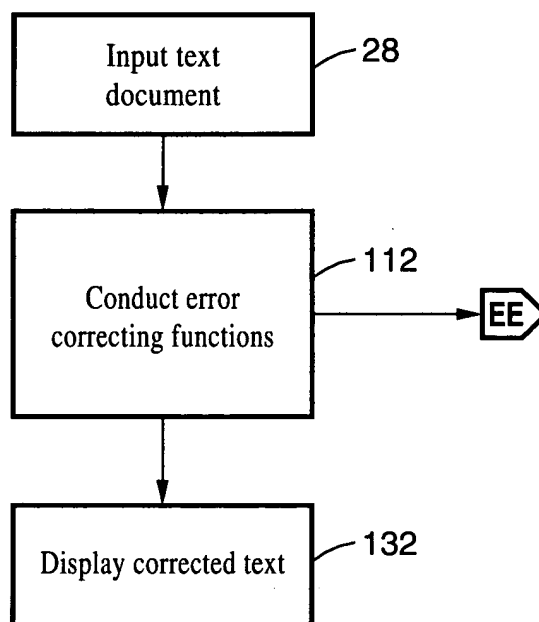 Input text
document
28
Conduct error
correcting functions
112
EE
Display corrected text
132